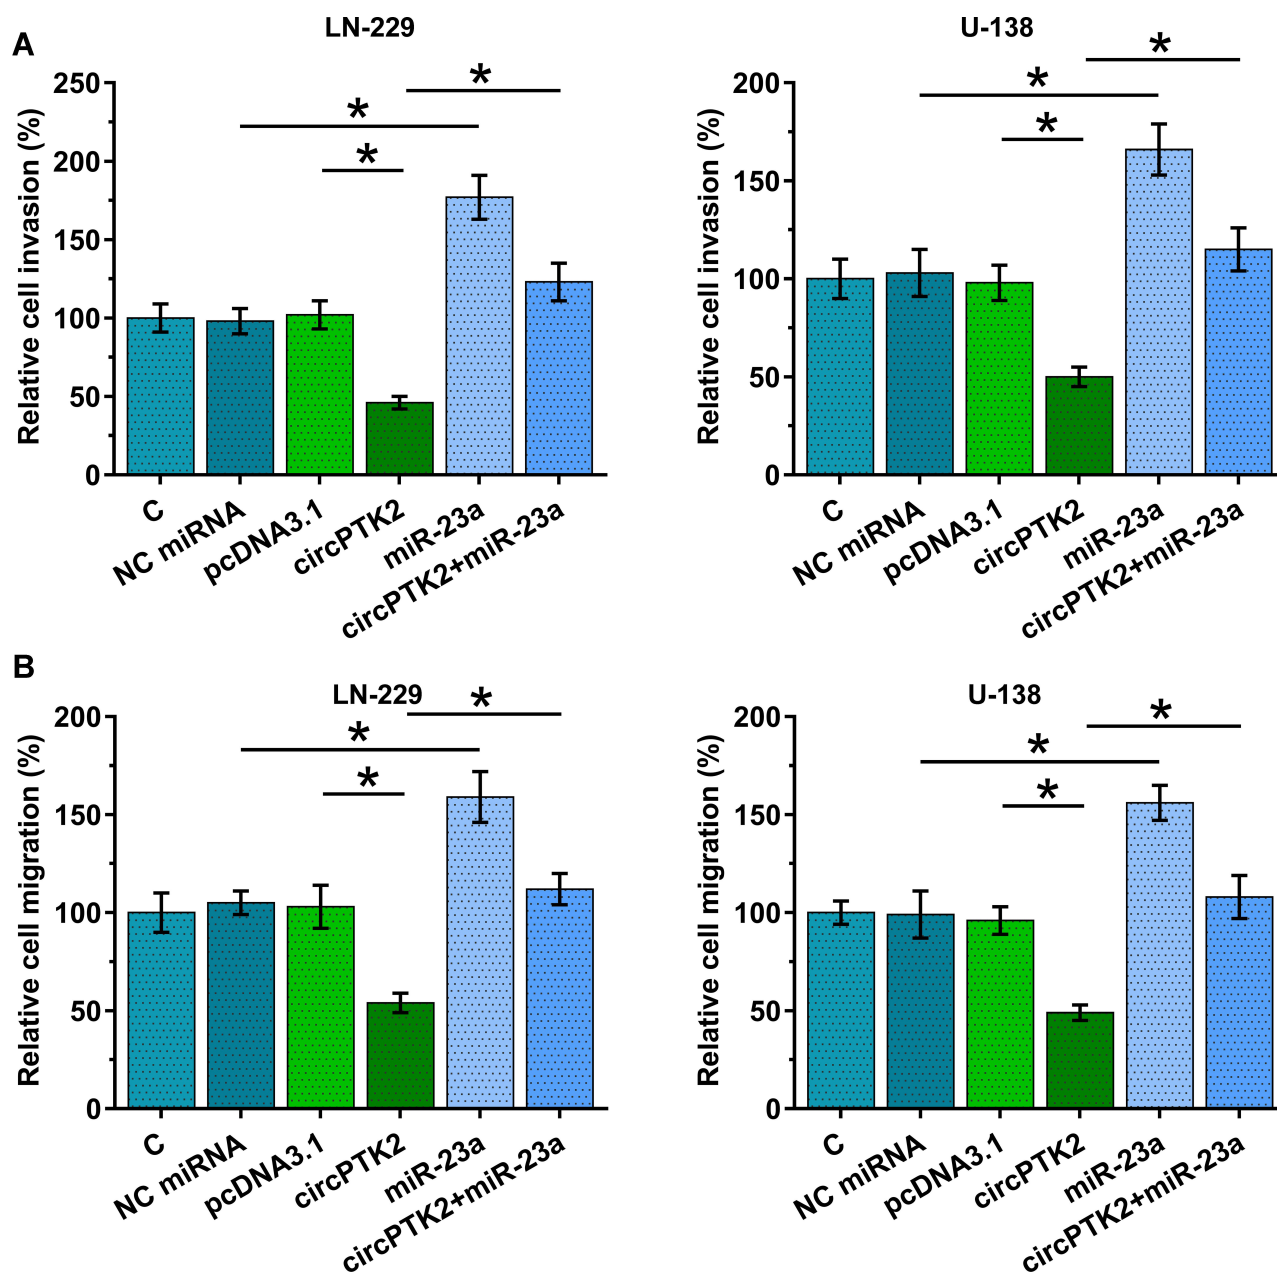 A
LN-229
Relative cell invasion (%)
250
200
150
100
50
0
*
*
*
C
NC miRNA
pcDNA3.1
circPTK2
miR-23a
circPTK2+miR-23a
U-138
Relative cell invasion (%)
200
150
100
50
0
*
*
*
C
NC miRNA
pcDNA3.1
circPTK2
miR-23a
circPTK2+miR-23a
B
LN-229
Relative cell migration (%)
200
150
100
50
0
*
*
*
C
NC miRNA
pcDNA3.1
circPTK2
miR-23a
circPTK2+miR-23a
U-138
Relative cell migration (%)
200
150
100
50
0
*
*
*
C
NC miRNA
pcDNA3.1
circPTK2
miR-23a
circPTK2+miR-23a